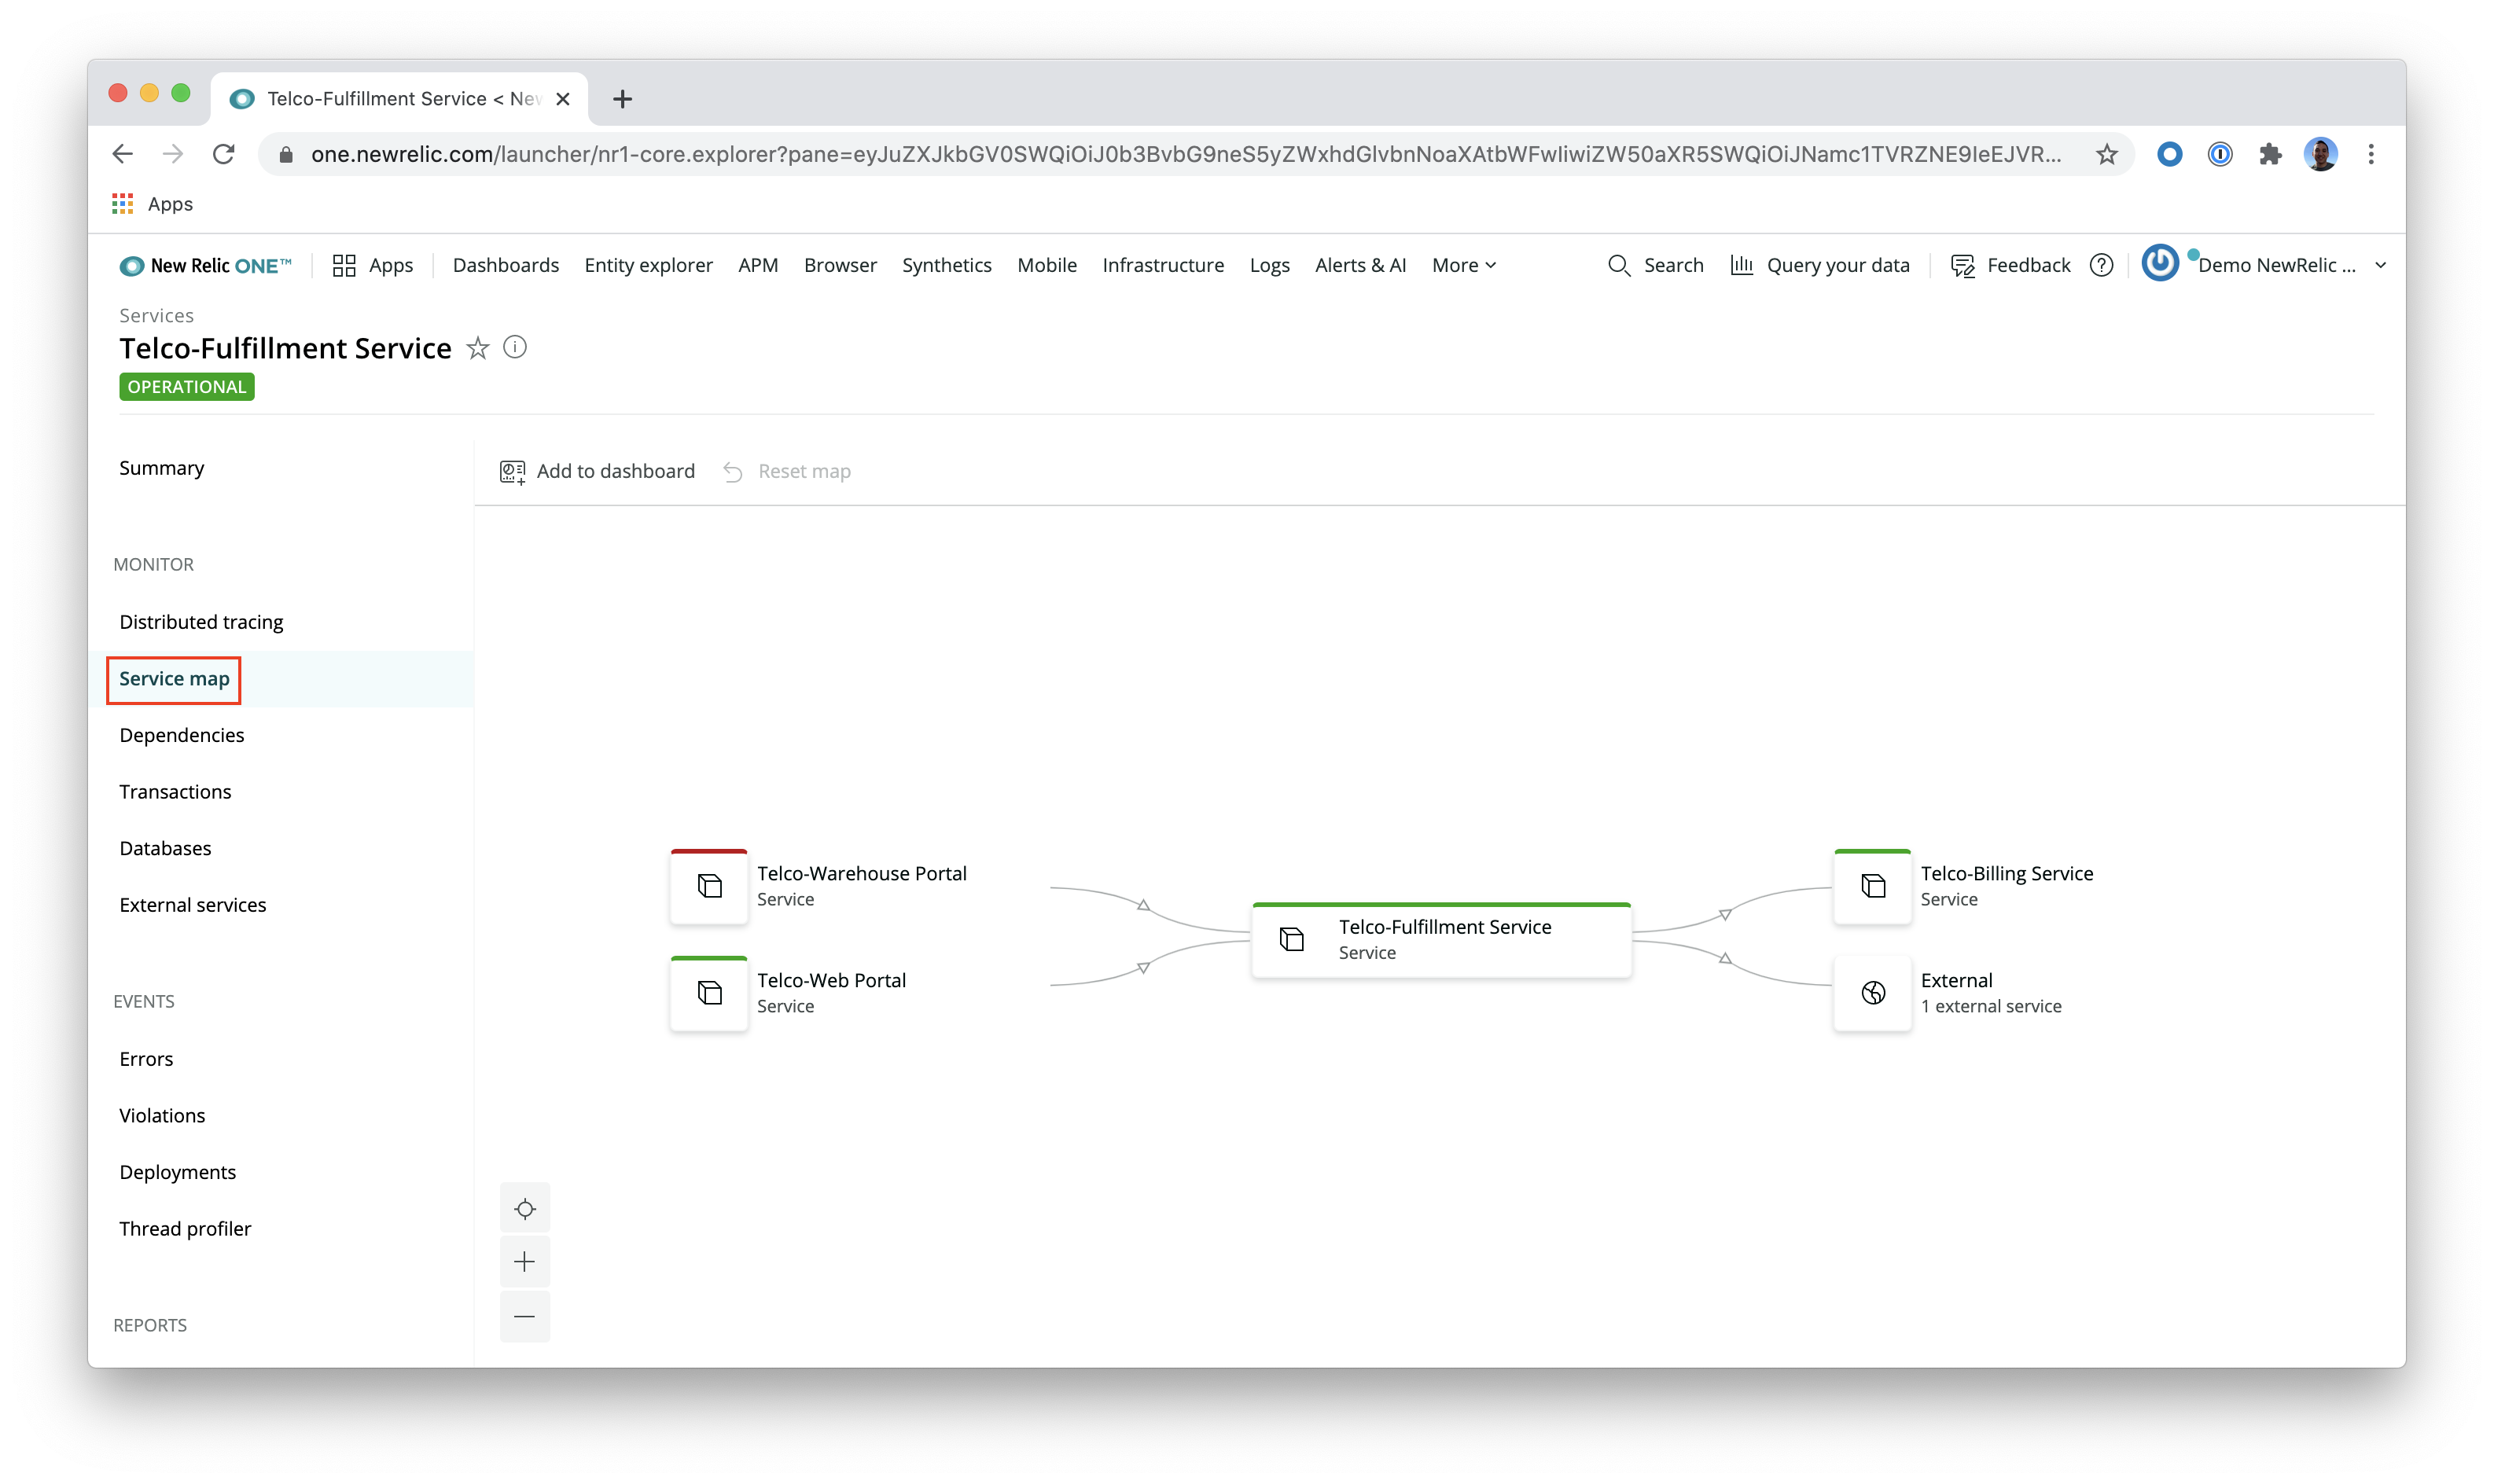 Telco-Fulfillment Service < New
one.newrelic.com/launcher/nr1-core.explorer?pane=eyJuZXJkbGV0SWQiOiJ0b3BvbG9neS5yZWxhdGlvbnNoaXAtbWFwIiwiZW50aXR5SWQiOiJNamc1TVRZNE9IeEJVR...
Apps
New Relic ONE™ Apps Dashboards Entity explorer APM Browser Synthetics Mobile Infrastructure Logs Alerts & AI More Search Query your data Feedback Demo NewRelic ...
Services
Telco-Fulfillment Service
OPERATIONAL
Summary
Add to dashboard Reset map
MONITOR
Distributed tracing
Service map
Dependencies
Transactions
Databases
External services
EVENTS
Errors
Violations
Deployments
Thread profiler
REPORTS
Telco-Warehouse Portal
Service
Telco-Web Portal
Service
Telco-Fulfillment Service
Service
Telco-Billing Service
Service
External
1 external service